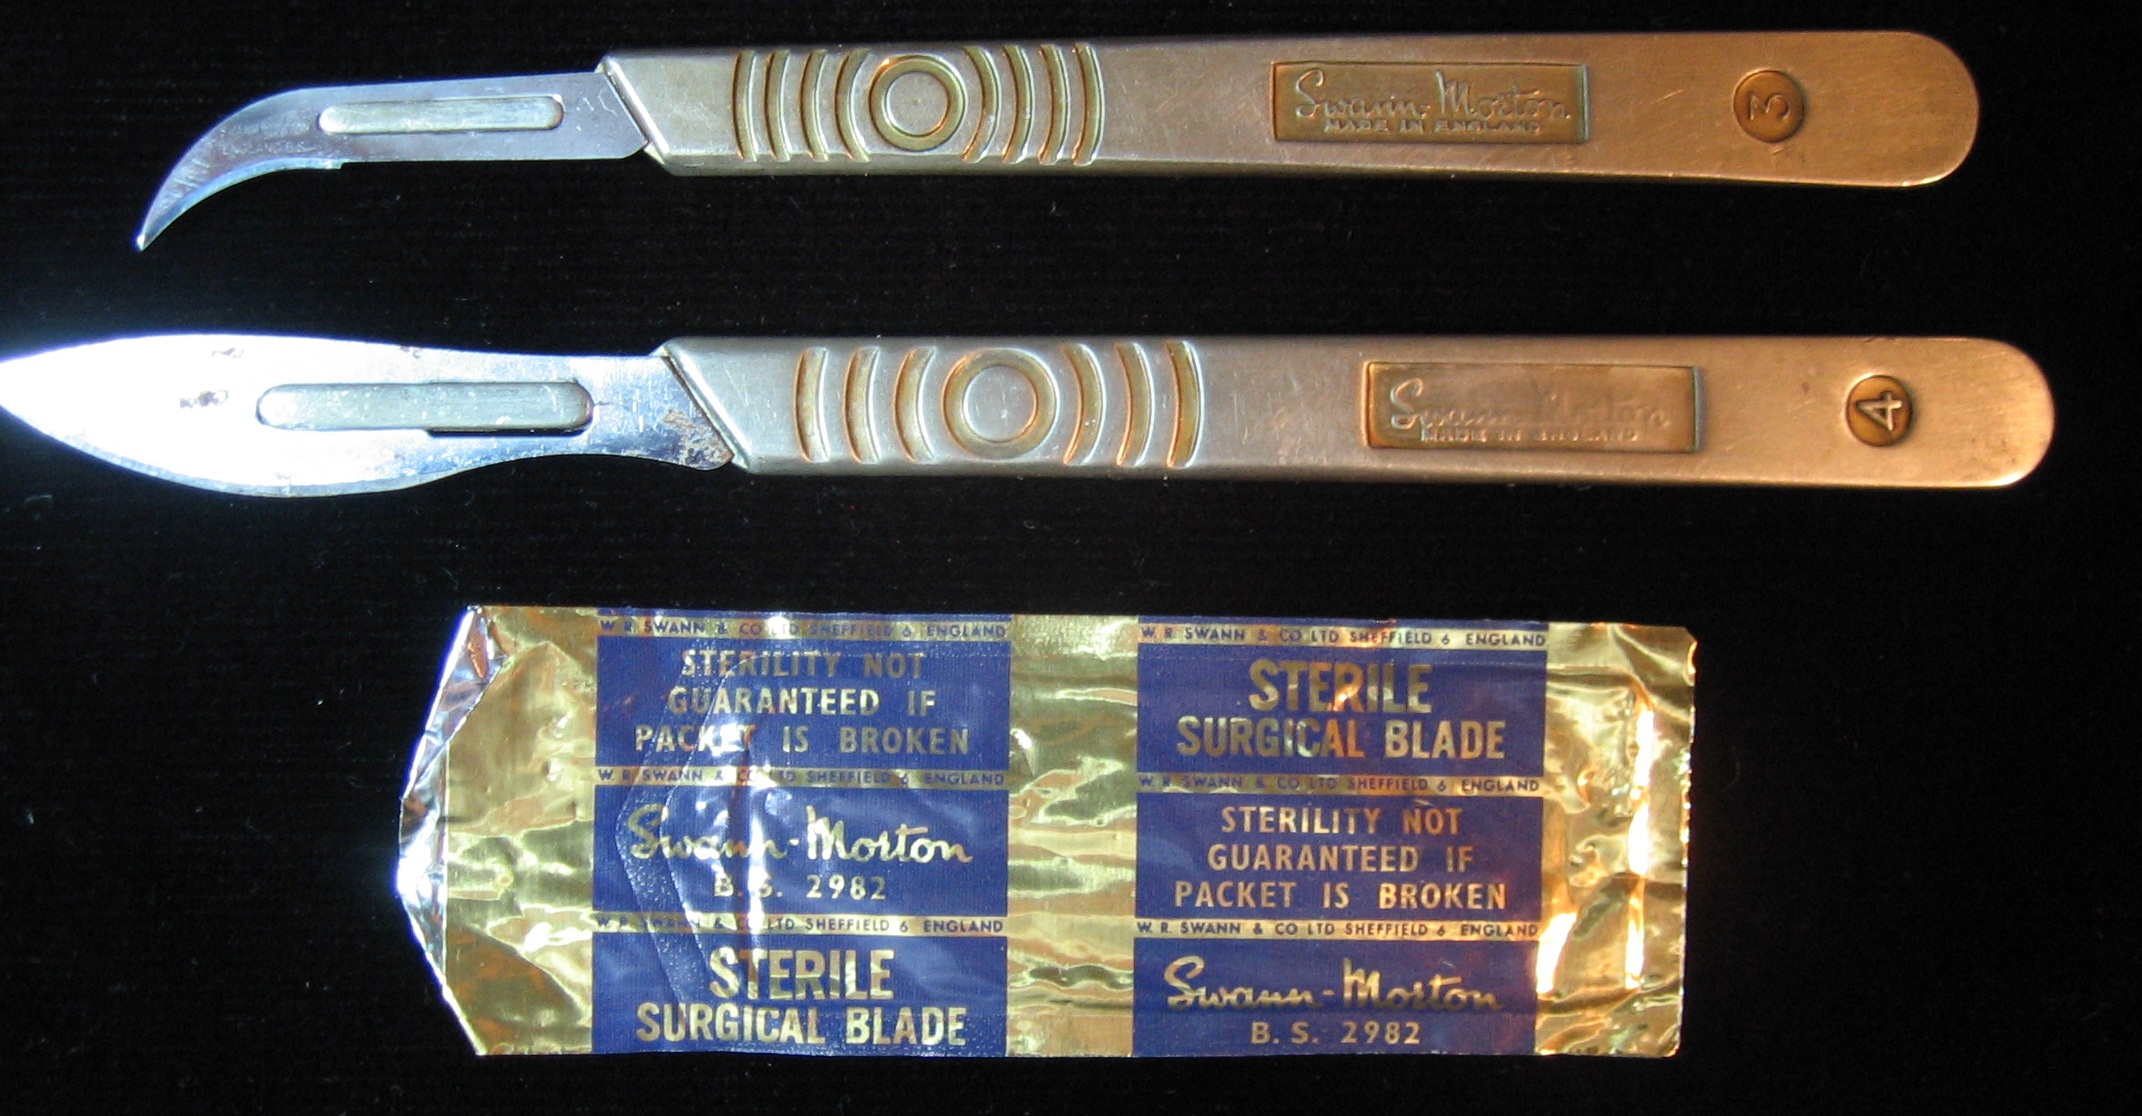 Swann-Morton
MADE IN ENGLAND
3
Swann-Morton
MADE IN ENGLAND
4
W. R. SWANN & CO LTD SHEFFIELD 6 ENGLAND
STERILITY NOT
GUARANTEED IF
PACKET IS BROKEN
W. R. SWANN & CO LTD SHEFFIELD 6 ENGLAND
Swann-Morton
B. S. 2982
W. R. SWANN & CO LTD SHEFFIELD 6 ENGLAND
STERILE
SURGICAL BLADE
W. R. SWANN & CO LTD SHEFFIELD 6 ENGLAND
STERILE
SURGICAL BLADE
W. R. SWANN & CO LTD SHEFFIELD 6 ENGLAND
STERILITY NOT
GUARANTEED IF
PACKET IS BROKEN
W. R. SWANN & CO LTD SHEFFIELD 6 ENGLAND
Swann-Morton
B. S. 2982